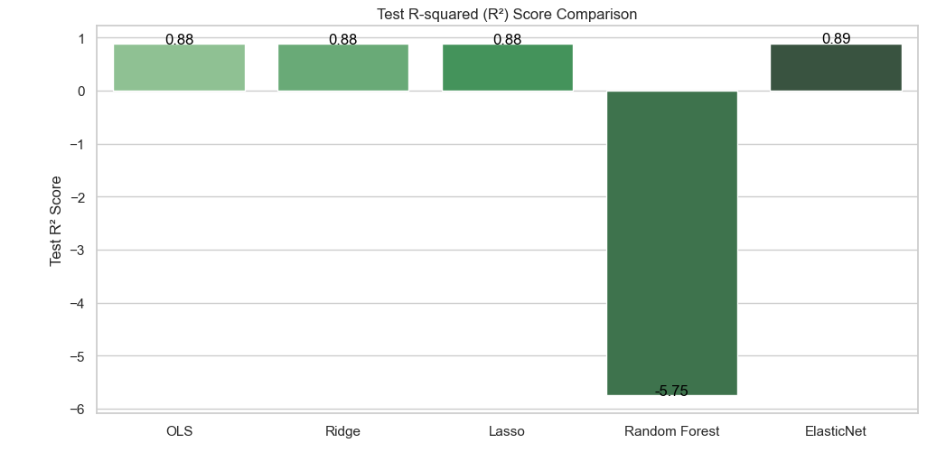 Test R-squared (R²) Score Comparison
Test R² Score
1
0
−1
−2
−3
−4
−5
−6
0.88
0.88
0.88
-5.75
0.89
OLS
Ridge
Lasso
Random Forest
ElasticNet